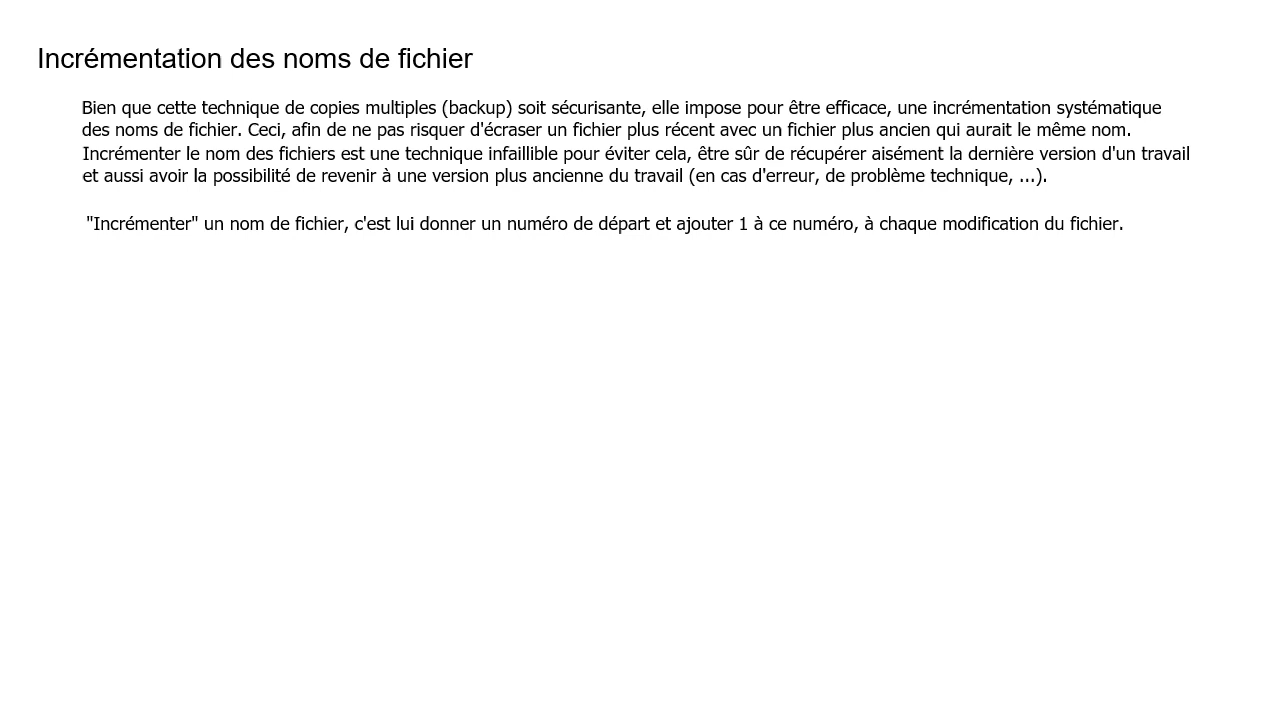 Incrémentation des noms de fichier
Bien que cette technique de copies multiples (backup) soit sécurisante, elle impose pour être efficace, une incrémentation systématique
des noms de fichier. Ceci, afin de ne pas risquer d'écraser un fichier plus récent avec un fichier plus ancien qui aurait le même nom.
Incrémenter le nom des fichiers est une technique infaillible pour éviter cela, être sûr de récupérer aisément la dernière version d'un travail
et aussi avoir la possibilité de revenir à une version plus ancienne du travail (en cas d'erreur, de problème technique, ...).
"Incrémenter" un nom de fichier, c'est lui donner un numéro de départ et ajouter 1 à ce numéro, à chaque modification du fichier.